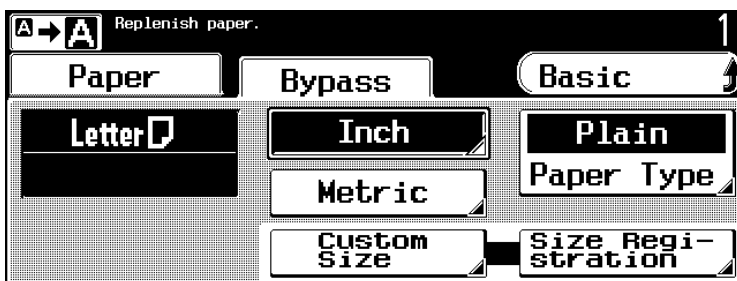 A→A Replenish paper. 1
Paper
Bypass
Basic
Letter
Inch
Plain
Paper Type
Metric
Custom
Size
Size Regi-
stration